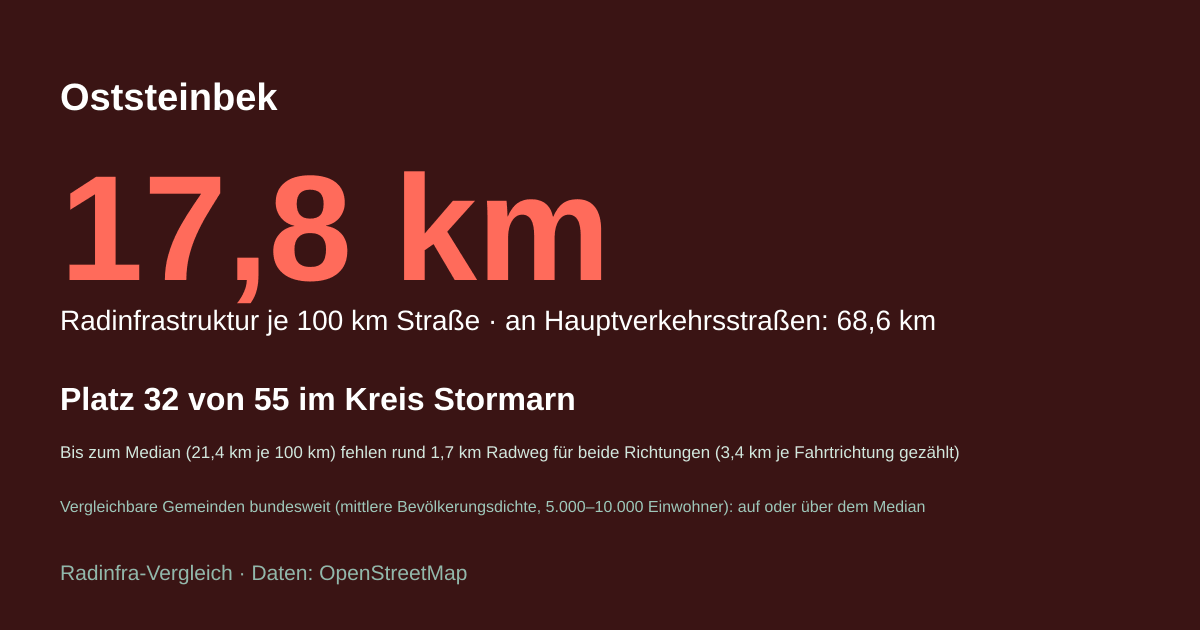 Oststeinbek
17,8 km
Radinfrastruktur je 100 km Straße · an Hauptverkehrsstraßen: 68,6 km
Platz 32 von 55 im Kreis Stormarn
Bis zum Median (21,4 km je 100 km) fehlen rund 1,7 km Radweg für beide Richtungen (3,4 km je Fahrtrichtung gezählt)
Vergleichbare Gemeinden bundesweit (mittlere Bevölkerungsdichte, 5.000–10.000 Einwohner): auf oder über dem Median
Radinfra-Vergleich · Daten: OpenStreetMap